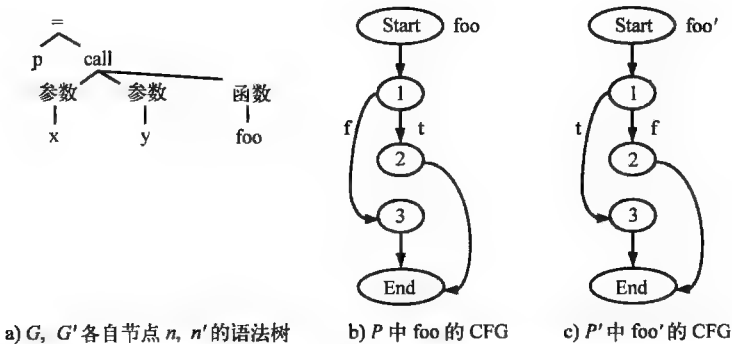 =
p call
参数 参数 函数
x y foo
Start foo
1
f t
2
3
End
Start foo′
1
t f
2
3
End
a) G, G′ 各自节点 n, n′ 的语法树
b) P 中 foo 的 CFG
c) P′ 中 foo′ 的 CFG